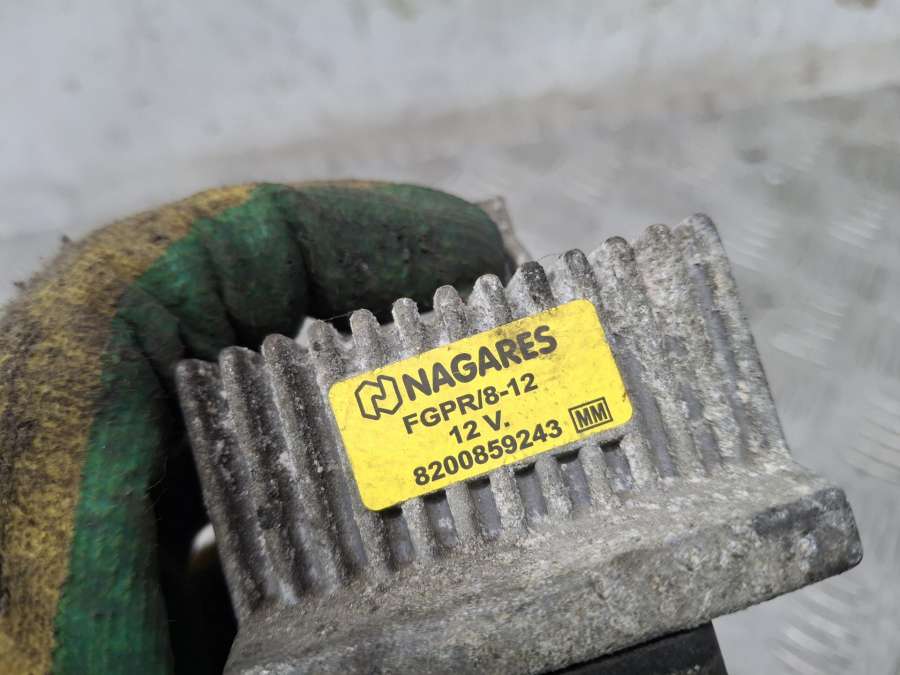 NAGARES
FGPR/8-12
12 V.
8200859243 MM